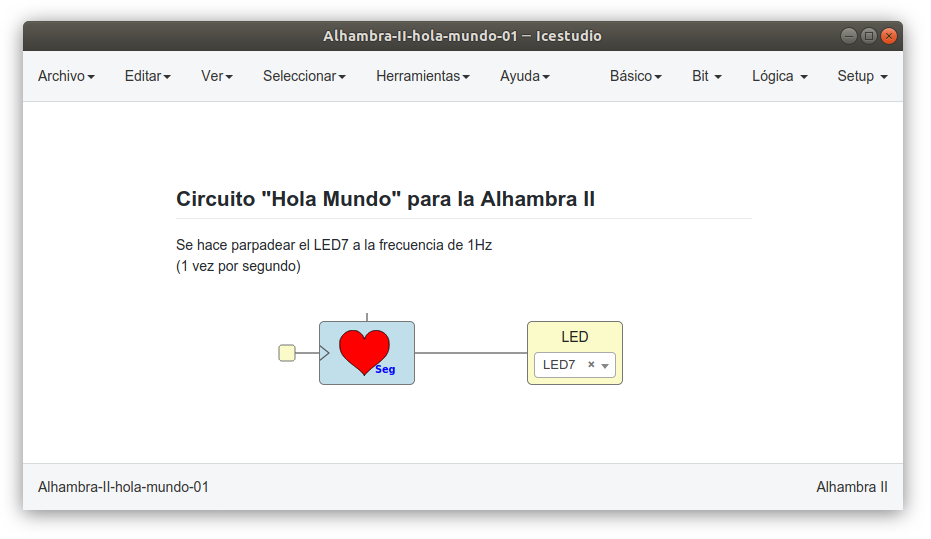 Alhambra-II-hola-mundo-01 ─ Icestudio
Archivo Editar Ver Seleccionar Herramientas Ayuda Básico Bit Lógica Setup
Circuito "Hola Mundo" para la Alhambra II
Se hace parpadear el LED7 a la frecuencia de 1Hz
(1 vez por segundo)
LED
LED7 ×
Seg
Alhambra-II-hola-mundo-01 Alhambra II